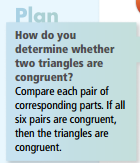 Plan
How do you
determine whether
two triangles are
congruent?
Compare each pair of
corresponding parts. If all
six pairs are congruent,
then the triangles are
congruent.